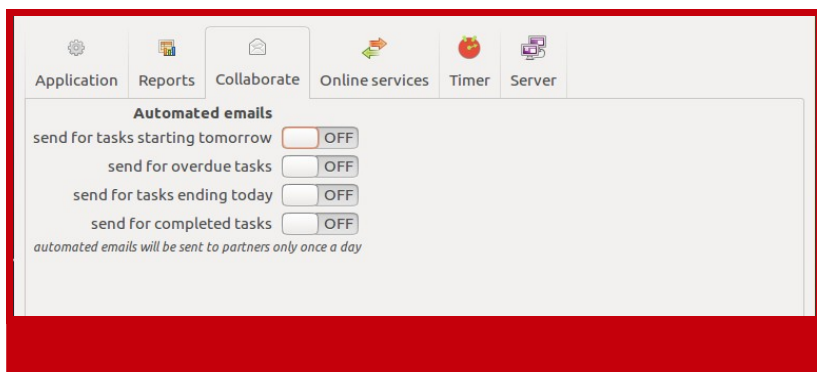 Application Reports Collaborate Online services Timer Server
Automated emails
send for tasks starting tomorrow OFF
send for overdue tasks OFF
send for tasks ending today OFF
send for completed tasks OFF
automated emails will be sent to partners only once a day